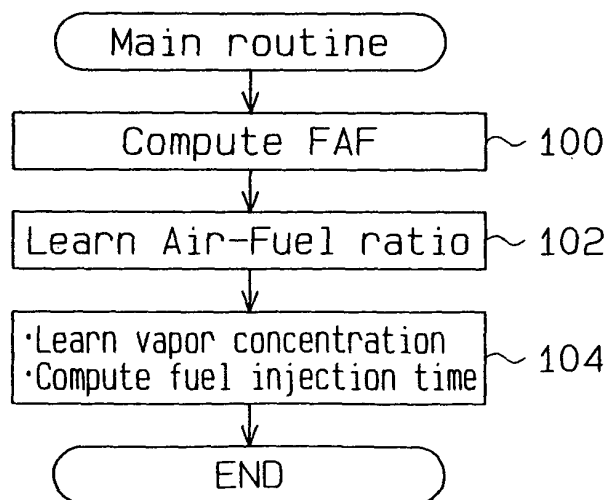 Main routine
Compute FAF
100
Learn Air-Fuel ratio
102
·Learn vapor concentration
·Compute fuel injection time
104
END